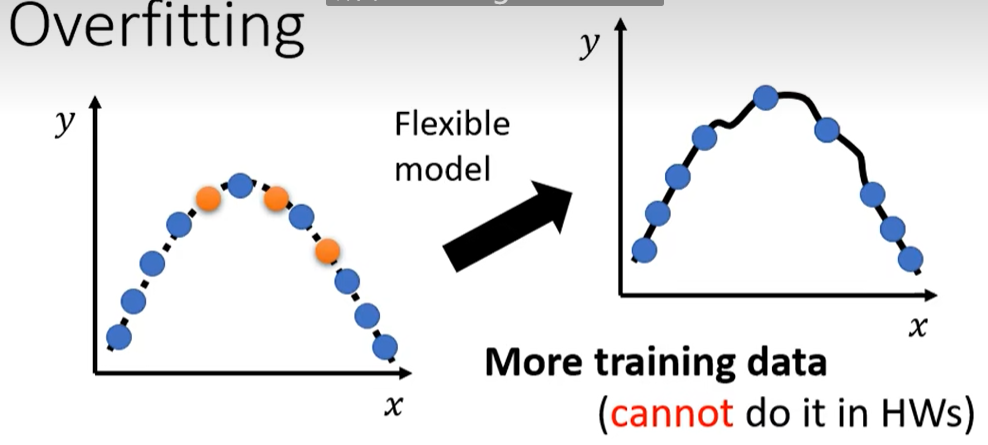 Overfitting
y
x
Flexible
model
y
x
More training data
(cannot do it in HWs)